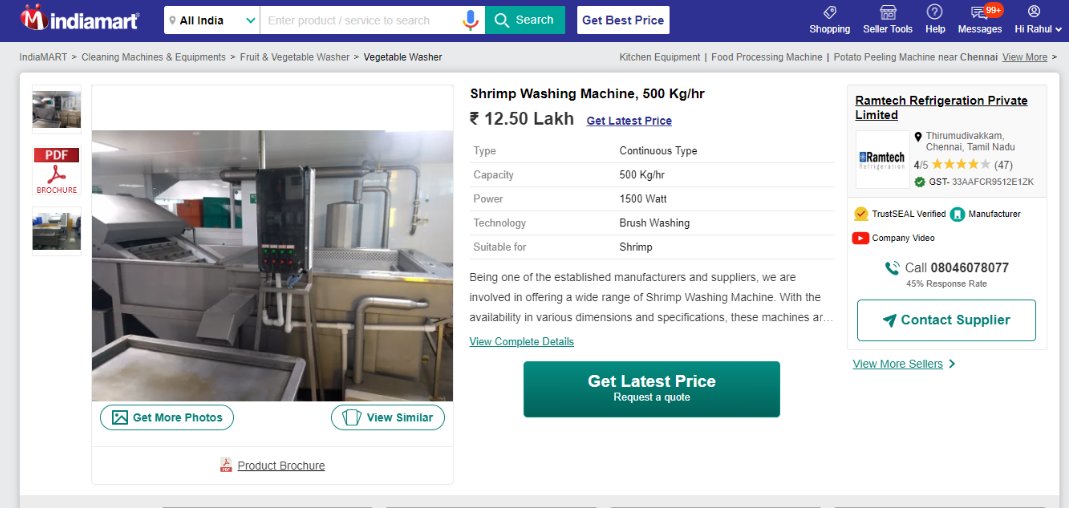 indiamart
All India
Enter product / service to search
Search
Get Best Price
Shopping
Seller Tools
Help
99+
Messages
Hi Rahul
IndiaMART > Cleaning Machines & Equipments > Fruit & Vegetable Washer > Vegetable Washer
Kitchen Equipment | Food Processing Machine | Potato Peeling Machine near Chennai View More >
PDF
BROCHURE
Get More Photos
View Similar
Product Brochure
Shrimp Washing Machine, 500 Kg/hr
₹ 12.50 Lakh Get Latest Price
Type Continuous Type
Capacity 500 Kg/hr
Power 1500 Watt
Technology Brush Washing
Suitable for Shrimp
Being one of the established manufacturers and suppliers, we are
involved in offering a wide range of Shrimp Washing Machine. With the
availability in various dimensions and specifications, these machines ar...
View Complete Details
Get Latest Price
Request a quote
Ramtech Refrigeration Private
Limited
Ramtech
Refrigeration
Thirumudivakkam,
Chennai, Tamil Nadu
4/5 (47)
GST- 33AAFCR9512E1ZK
TrustSEAL Verified
Manufacturer
Company Video
Call 08046078077
45% Response Rate
Contact Supplier
View More Sellers